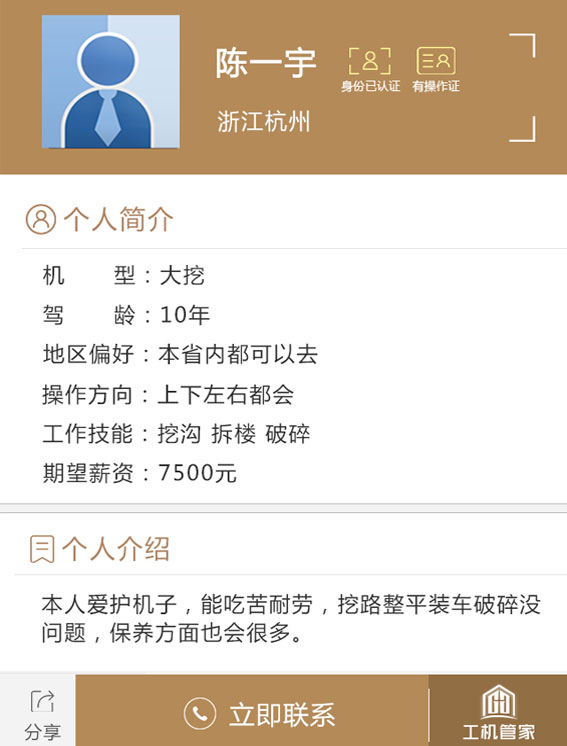 陈一宇
身份已认证 有操作证
浙江杭州
个人简介
机 型：大挖
驾 龄：10年
地区偏好：本省内都可以去
操作方向：上下左右都会
工作技能：挖沟 拆楼 破碎
期望薪资：7500元
个人介绍
本人爱护机子，能吃苦耐劳，挖路整平装车破碎没
问题，保养方面也会很多。
分享 立即联系 工机管家